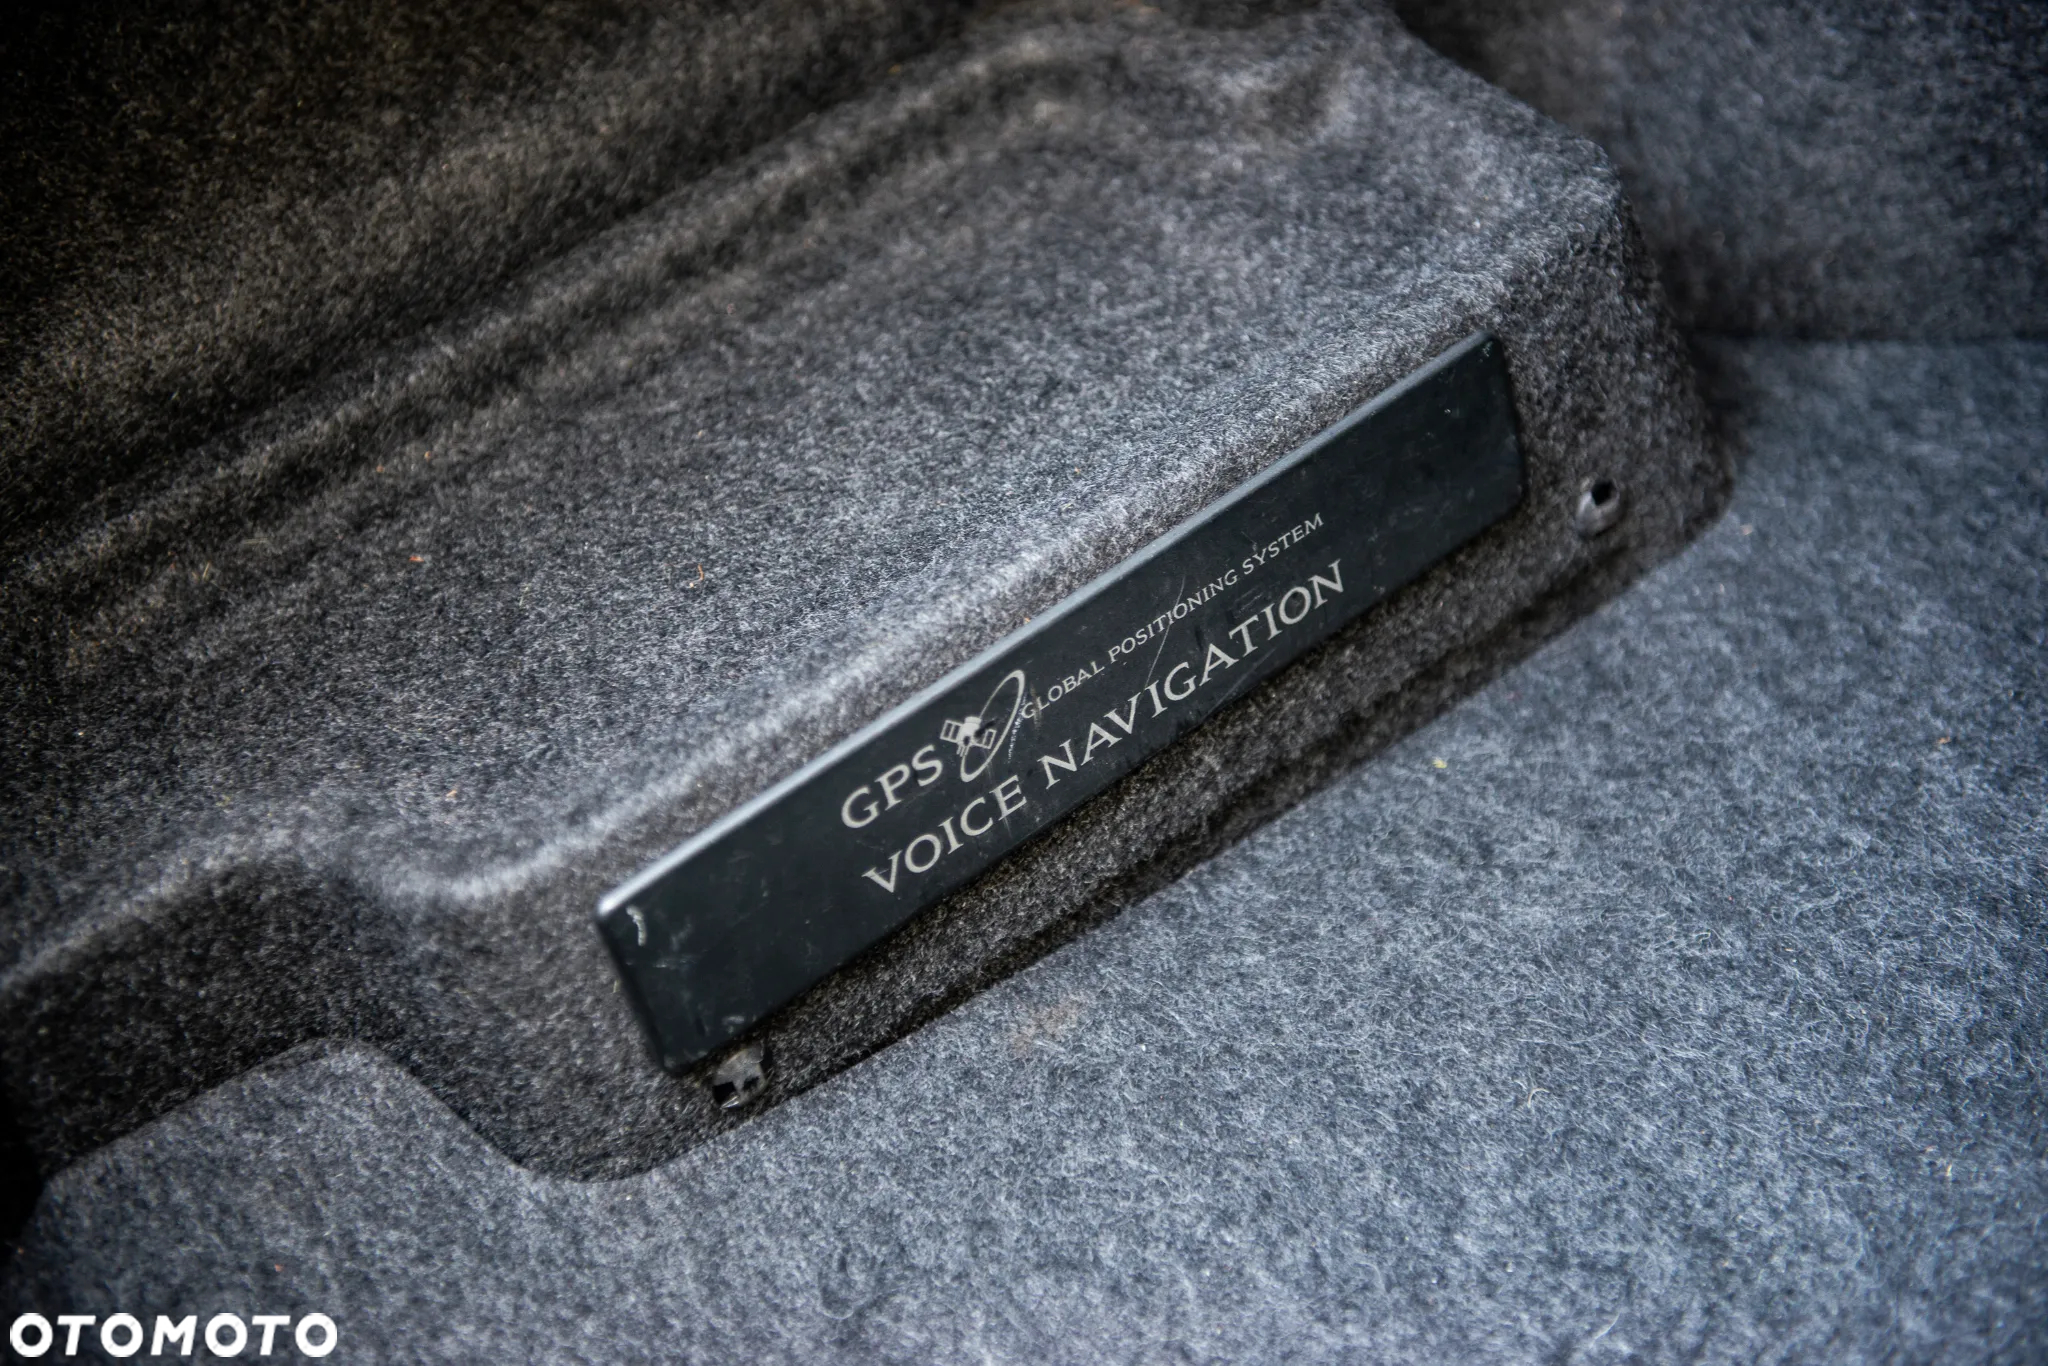 GPS GLOBAL POSITIONING SYSTEM
VOICE NAVIGATION
OTOMOTO